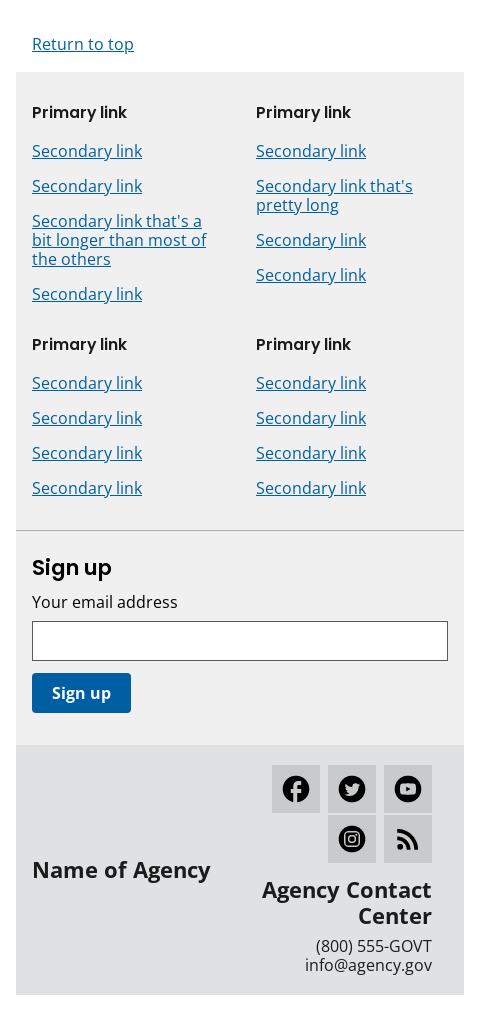 Return to top
Primary link
Secondary link
Secondary link
Secondary link that's a
bit longer than most of
the others
Secondary link
Primary link
Secondary link
Secondary link that's
pretty long
Secondary link
Secondary link
Primary link
Secondary link
Secondary link
Secondary link
Secondary link
Primary link
Secondary link
Secondary link
Secondary link
Secondary link
Sign up
Your email address
Sign up
Name of Agency
Agency Contact
Center
(800) 555-GOVT
info@agency.gov